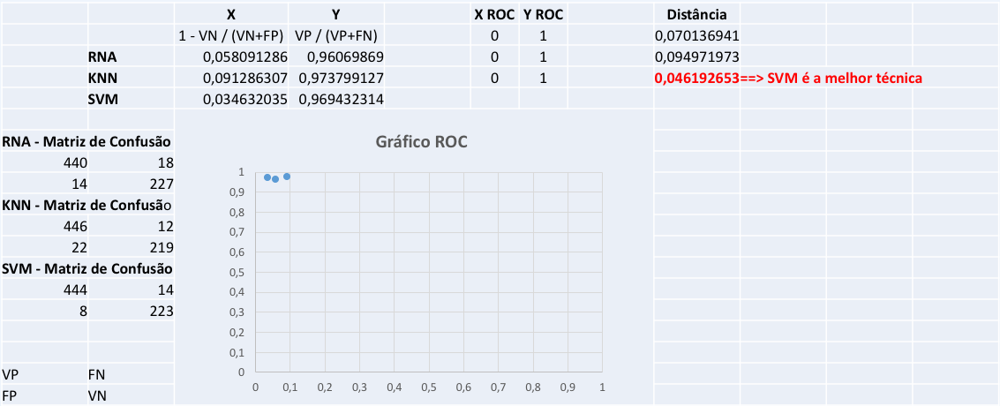 X Y X ROC Y ROC Distância
1 - VN / (VN+FP) VP / (VP+FN) 0 1 0,070136941
RNA 0,058091286 0,96069869 0 1 0,094971973
KNN 0,091286307 0,973799127 0 1 0,046192653==> SVM é a melhor técnica
SVM 0,034632035 0,969432314
RNA - Matriz de Confusão
440 18
14 227
KNN - Matriz de Confusão
446 12
22 219
SVM - Matriz de Confusão
444 14
8 223
VP FN
FP VN
Gráfico ROC
1
0,9
0,8
0,7
0,6
0,5
0,4
0,3
0,2
0,1
0
0 0,1 0,2 0,3 0,4 0,5 0,6 0,7 0,8 0,9 1